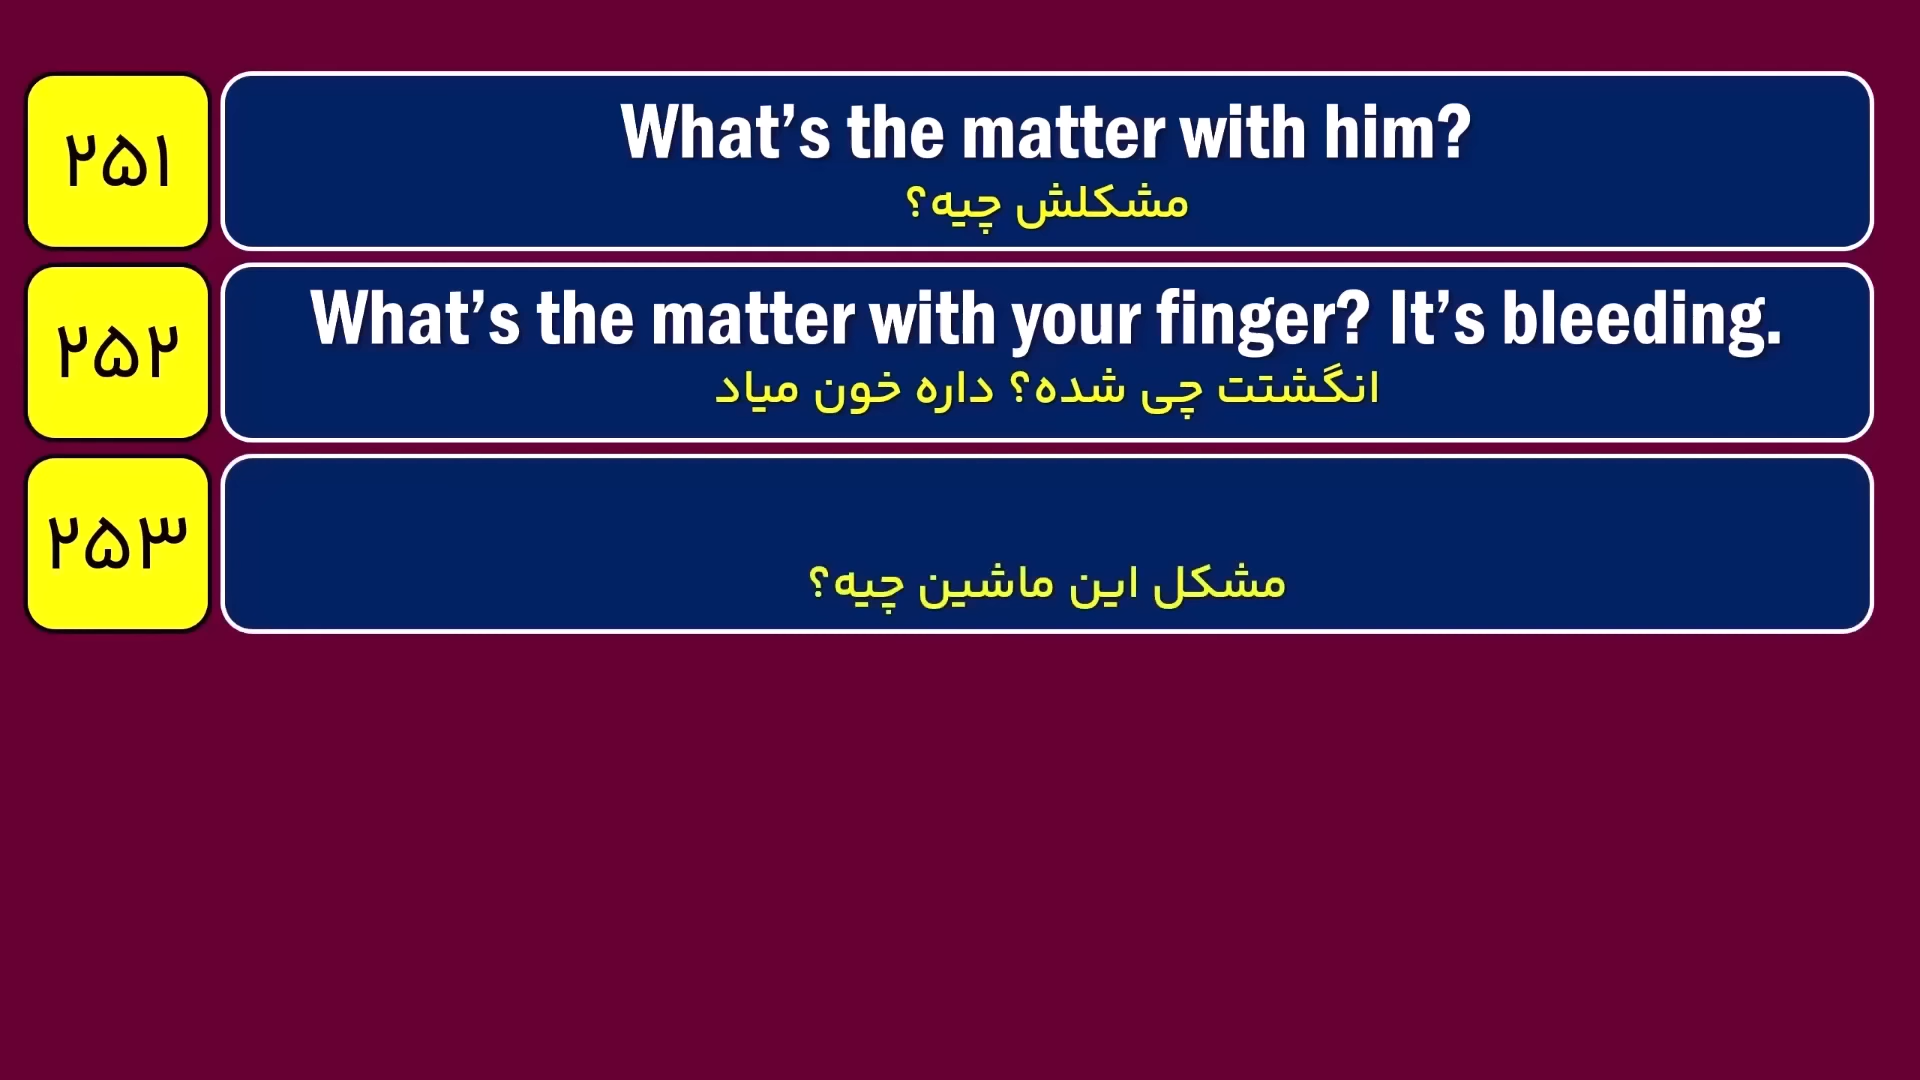 ۲۵۱
What’s the matter with him?
مشکلش چیه؟
۲۵۲
What’s the matter with your finger? It’s bleeding.
انگشتت چی شده؟ داره خون میاد
۲۵۳
مشکل این ماشین چیه؟